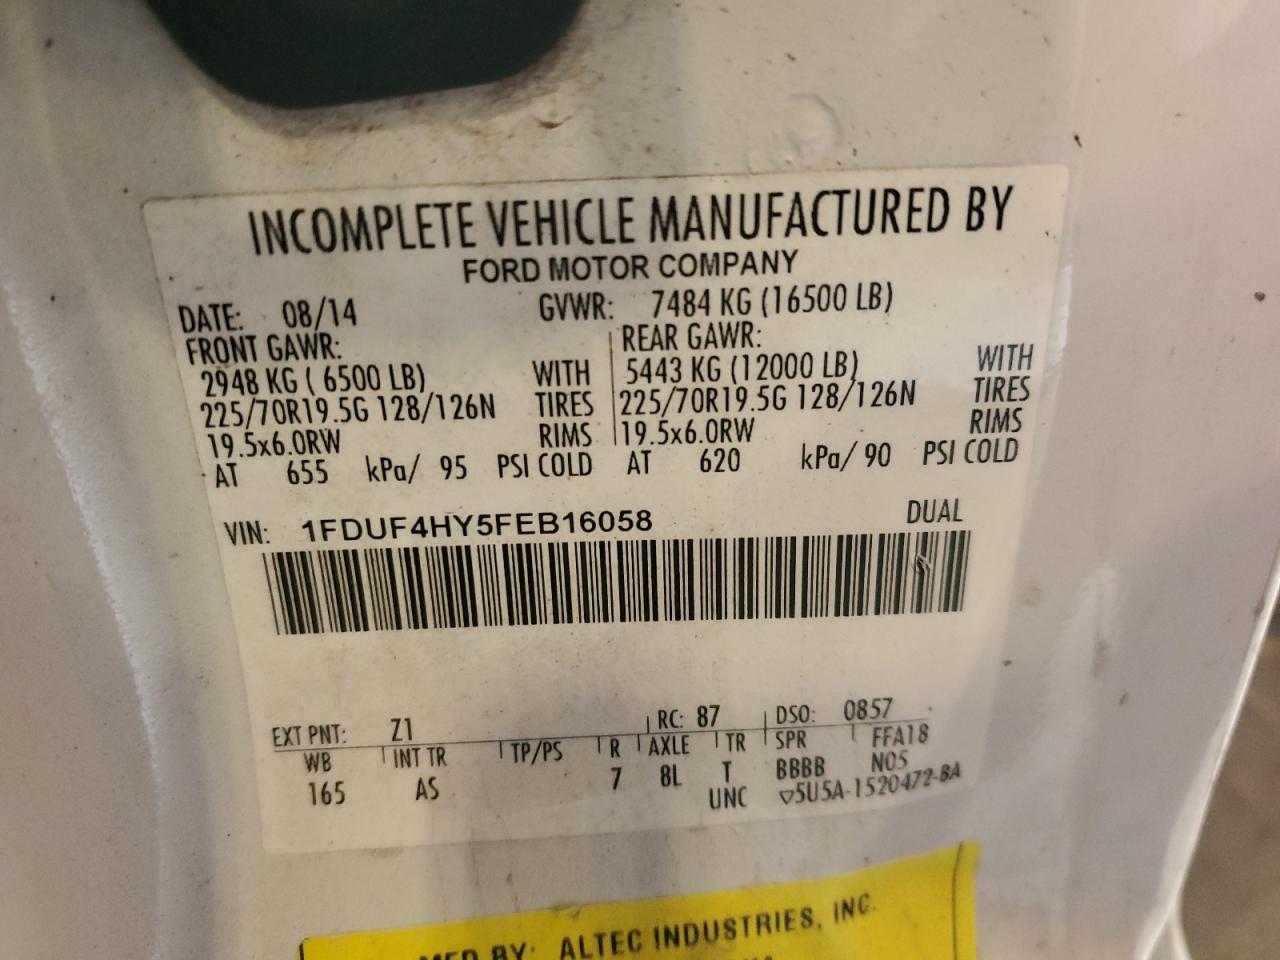 INCOMPLETE VEHICLE MANUFACTURED BY
FORD MOTOR COMPANY
DATE: 08/14 GVWR: 7484 KG (16500 LB)
FRONT GAWR: REAR GAWR:
2948 KG ( 6500 LB) WITH 5443 KG (12000 LB) WITH
225/70R19.5G 128/126N TIRES 225/70R19.5G 128/126N TIRES
19.5x6.0RW RIMS 19.5x6.0RW RIMS
AT 655 kPa/ 95 PSI COLD AT 620 kPa/ 90 PSI COLD
VIN: 1FDUF4HY5FEB16058 DUAL
EXT PNT: Z1 RC: 87 DSO: 0857
WB INT TR TP/PS R AXLE TR SPR FFA18
165 AS 7 8L T BBBB N05
UNC ▽5U5A-1520472-BA
MFD BY: ALTEC INDUSTRIES, INC.